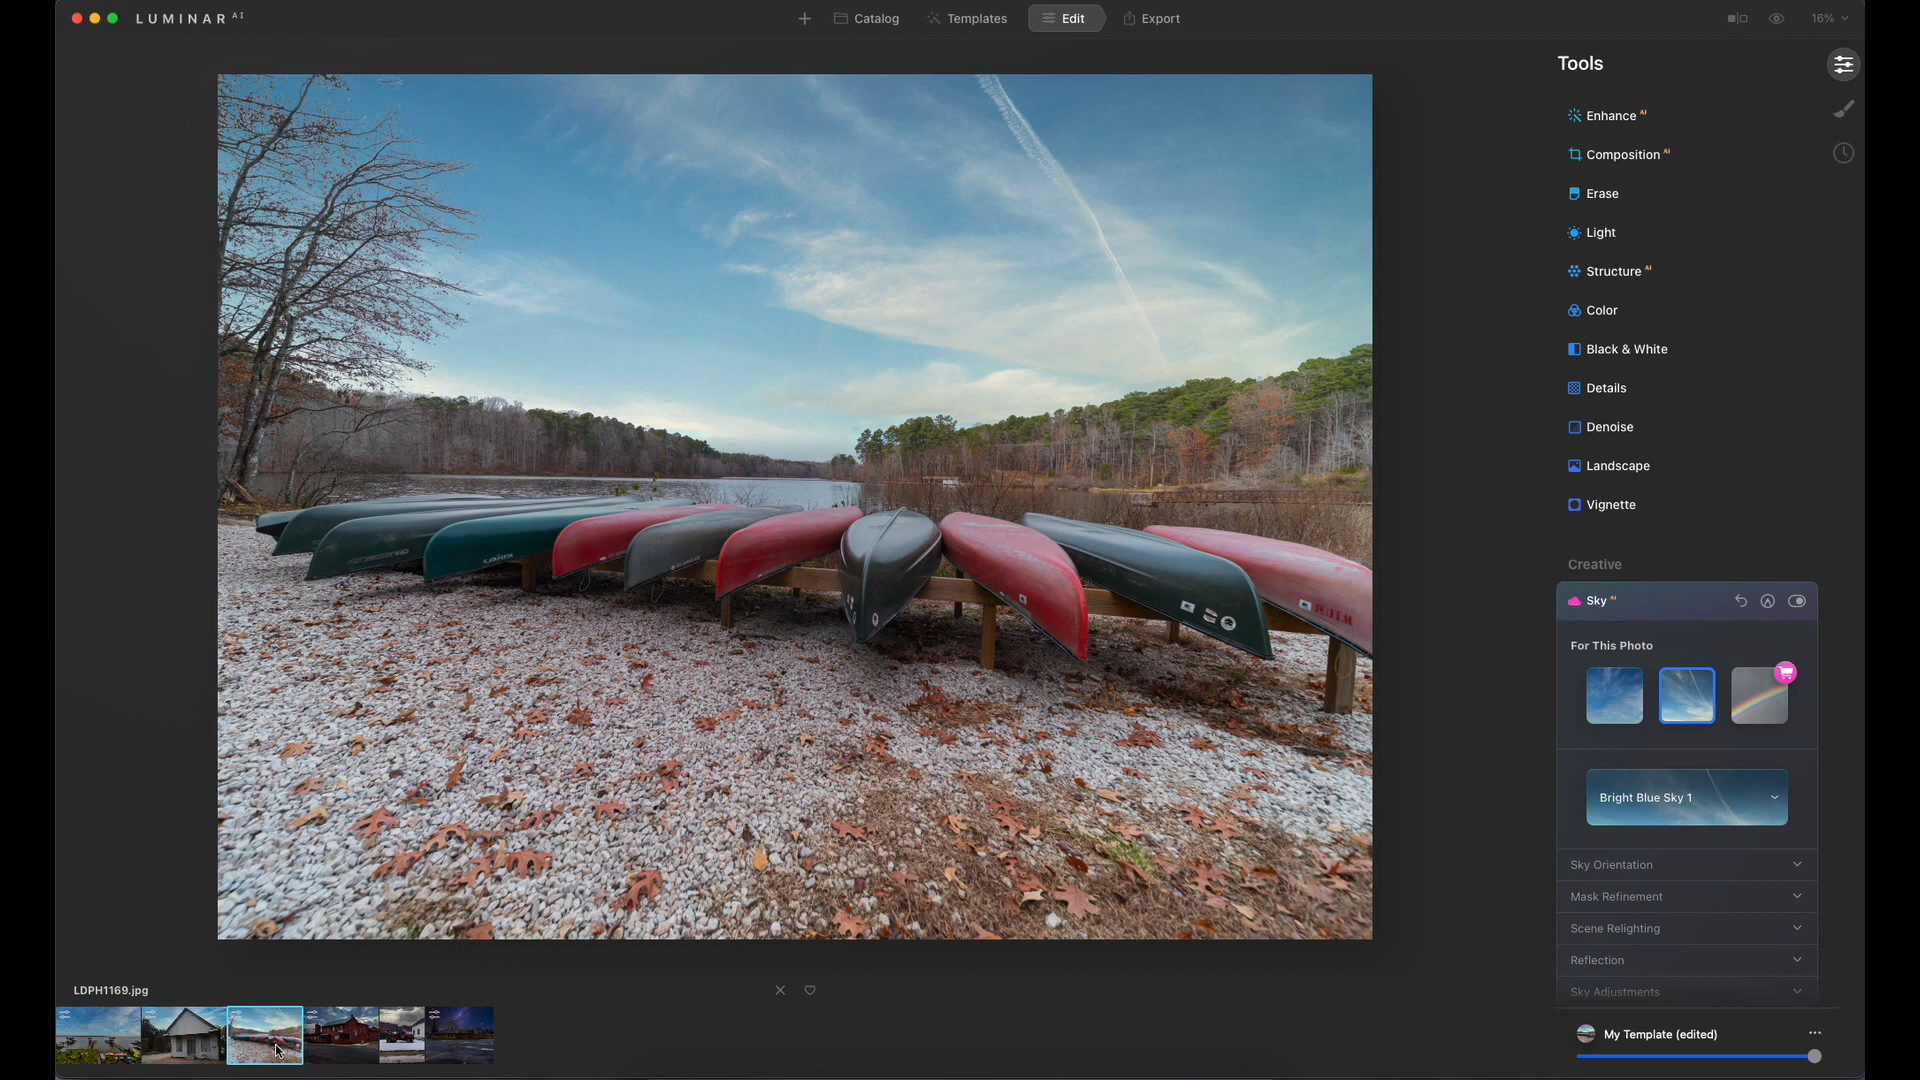 LUMINAR AI
Catalog
Templates
Edit
Export
16%
Tools
Enhance AI
Composition AI
Erase
Light
Structure AI
Color
Black & White
Details
Denoise
Landscape
Vignette
Creative
Sky AI
For This Photo
Bright Blue Sky 1
Sky Orientation
Mask Refinement
Scene Relighting
Reflection
Sky Adjustments
LDPH1169.jpg
My Template (edited)